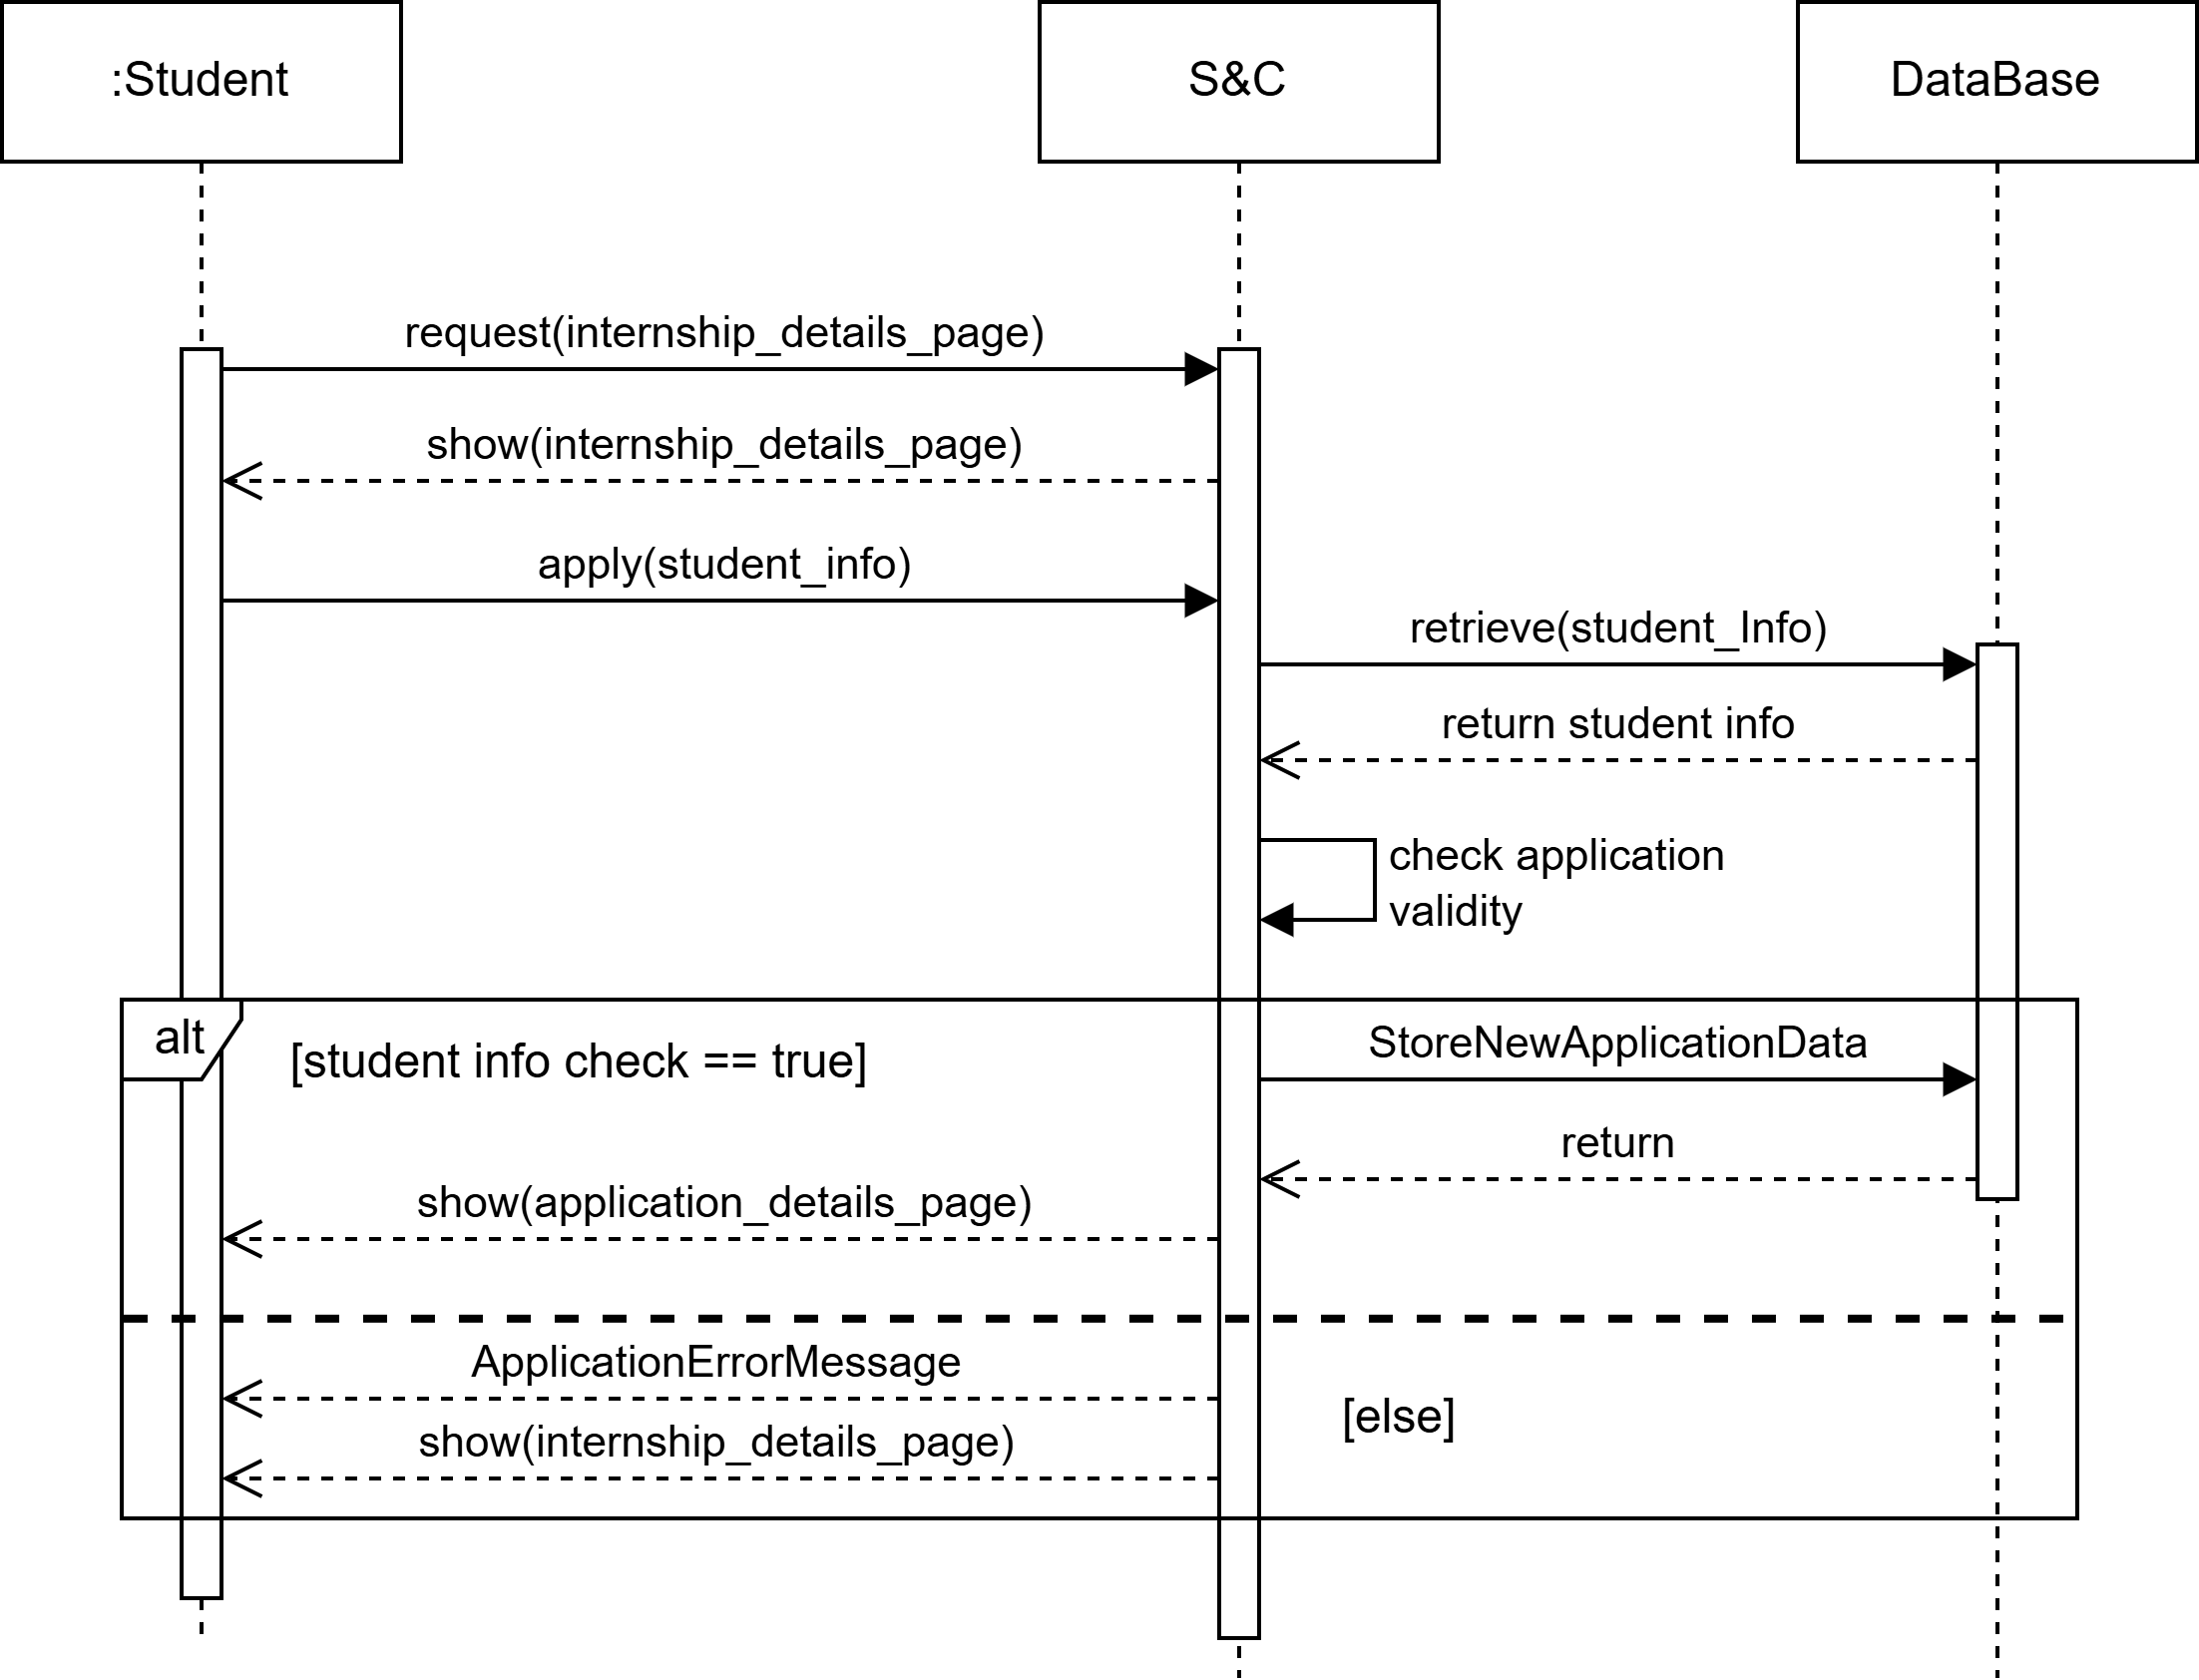 :Student
S&C
DataBase
request(internship_details_page)
show(internship_details_page)
apply(student_info)
retrieve(student_Info)
return student info
check application
validity
alt
[student info check == true]
StoreNewApplicationData
return
show(application_details_page)
ApplicationErrorMessage
[else]
show(internship_details_page)